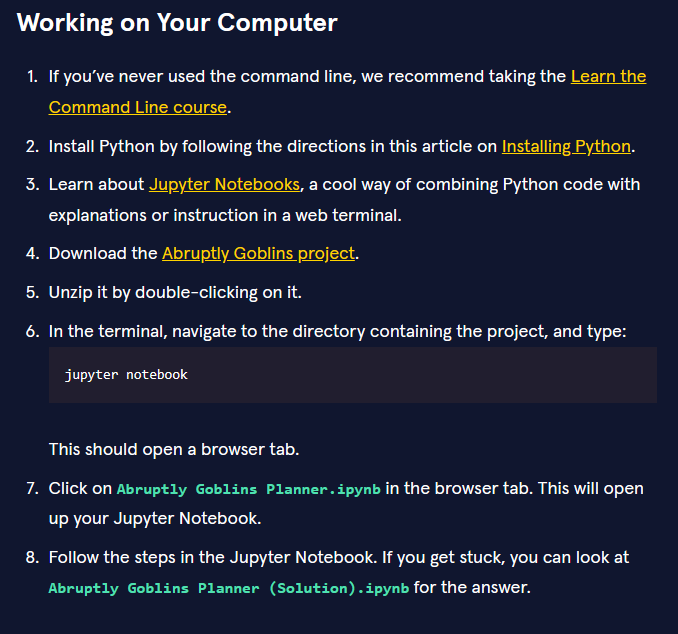 Working on Your Computer
1. If you’ve never used the command line, we recommend taking the Learn the
Command Line course.
2. Install Python by following the directions in this article on Installing Python.
3. Learn about Jupyter Notebooks, a cool way of combining Python code with
explanations or instruction in a web terminal.
4. Download the Abruptly Goblins project.
5. Unzip it by double-clicking on it.
6. In the terminal, navigate to the directory containing the project, and type:
jupyter notebook
This should open a browser tab.
7. Click on Abruptly Goblins Planner.ipynb in the browser tab. This will open
up your Jupyter Notebook.
8. Follow the steps in the Jupyter Notebook. If you get stuck, you can look at
Abruptly Goblins Planner (Solution).ipynb for the answer.